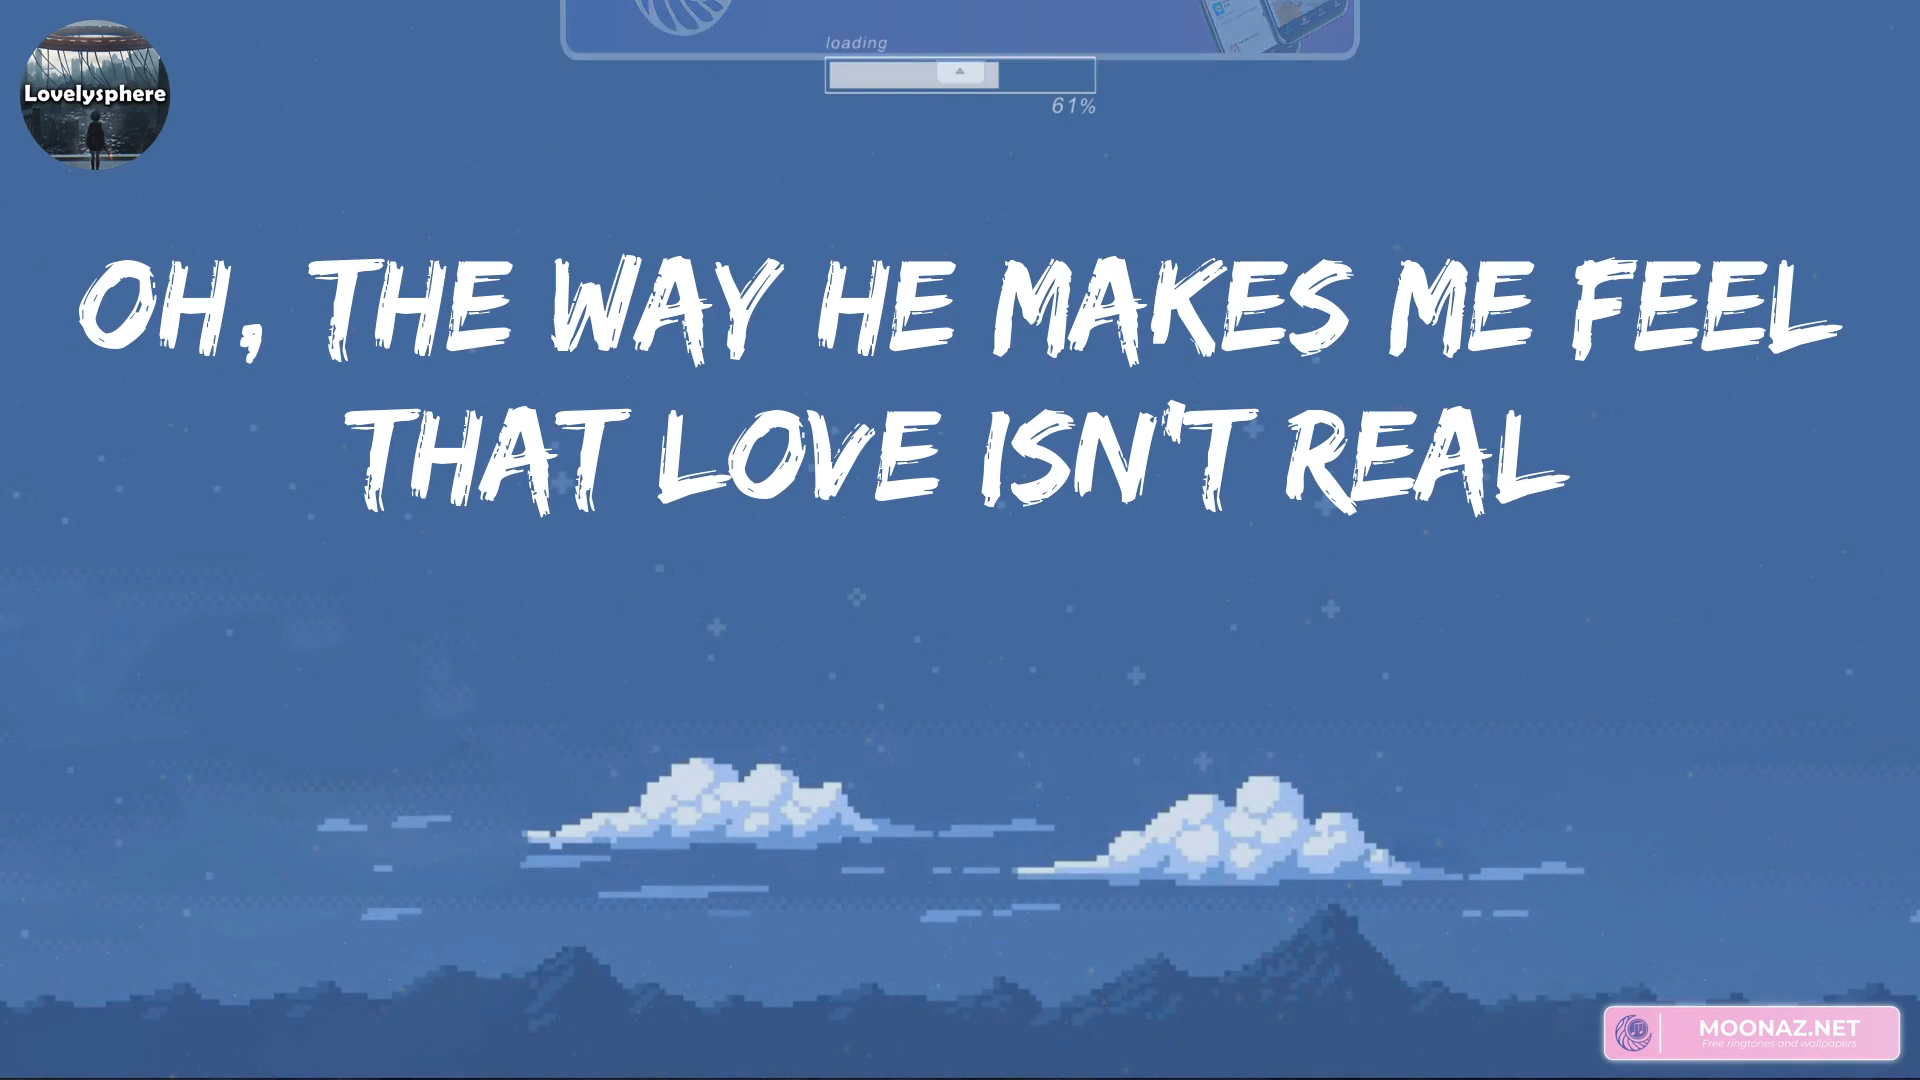 loading
Lovelysphere
61%
OH, THE WAY HE MAKES ME FEEL
THAT LOVE ISN'T REAL
MOONAZ.NET
Free ringtones and wallpapers